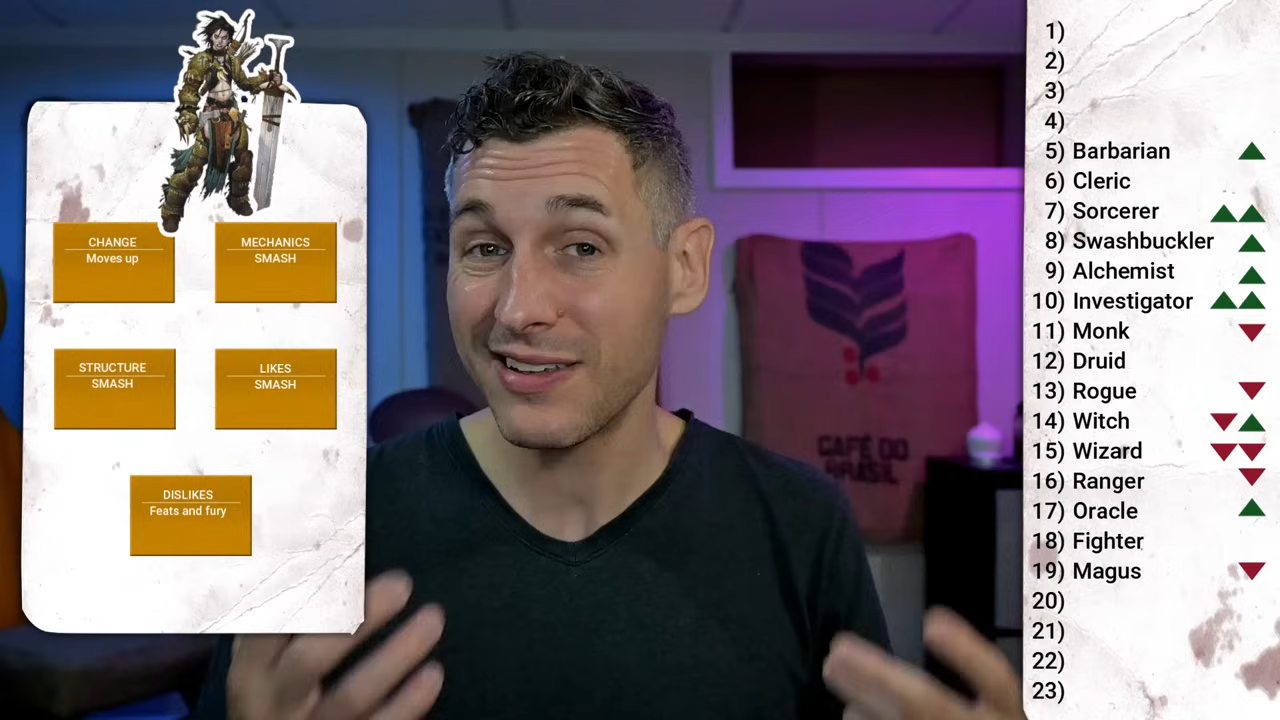 CHANGE
Moves up
MECHANICS
SMASH
STRUCTURE
SMASH
LIKES
SMASH
DISLIKES
Feats and fury
CAFÉ DO
BRASIL
1)
2)
3)
4)
5) Barbarian
6) Cleric
7) Sorcerer
8) Swashbuckler
9) Alchemist
10) Investigator
11) Monk
12) Druid
13) Rogue
14) Witch
15) Wizard
16) Ranger
17) Oracle
18) Fighter
19) Magus
20)
21)
22)
23)